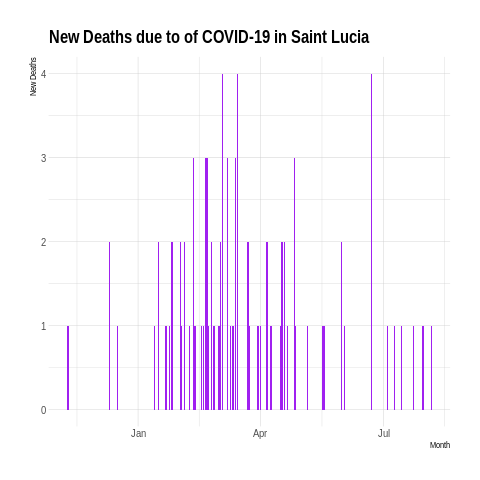 New Deaths due to of COVID-19 in Saint Lucia
New Deaths
4
3
2
1
0
Jan Apr Jul
Month